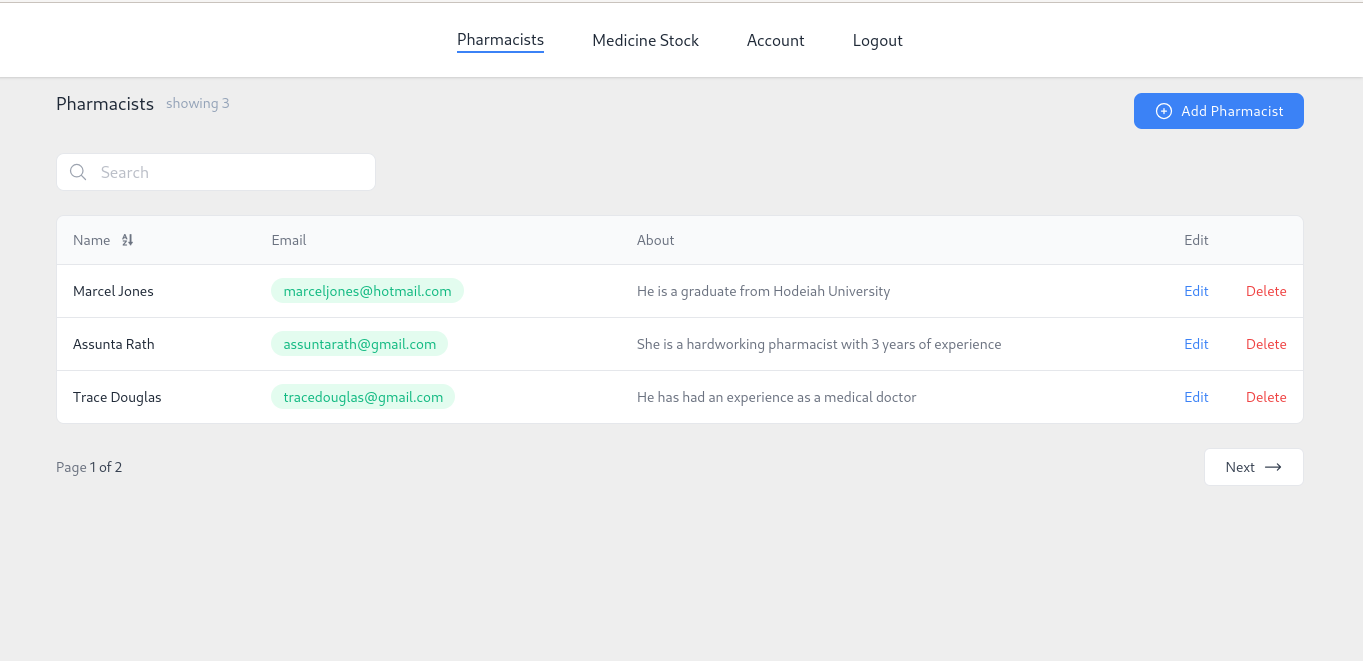 Pharmacists Medicine Stock Account Logout
Pharmacists showing 3
Add Pharmacist
Search
Name Email About Edit
Marcel Jones marceljones@hotmail.com He is a graduate from Hodeiah University Edit Delete
Assunta Rath assuntarath@gmail.com She is a hardworking pharmacist with 3 years of experience Edit Delete
Trace Douglas tracedouglas@gmail.com He has had an experience as a medical doctor Edit Delete
Page 1 of 2 Next